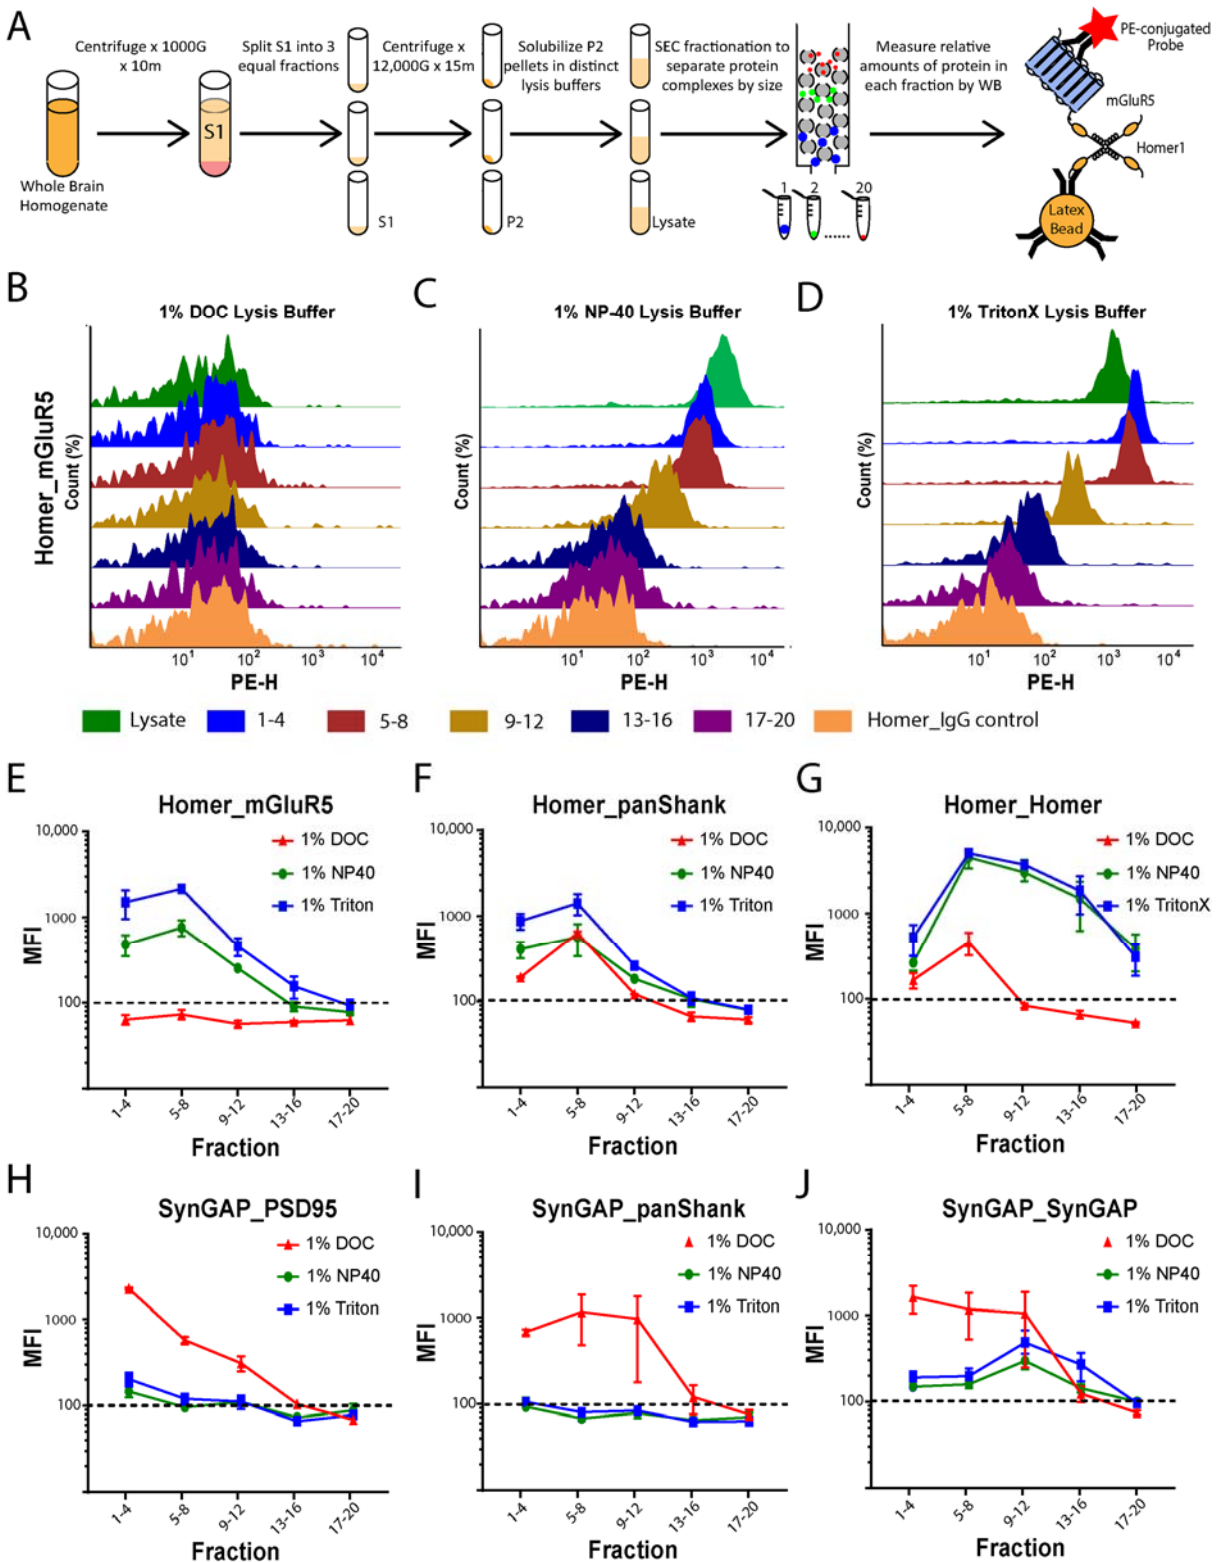 A
Centrifuge x 1000G
x 10m
Split S1 into 3
equal fractions
Centrifuge x
12,000G x 15m
Solubilize P2
pellets in distinct
lysis buffers
SEC fractionation to
separate protein
complexes by size
Measure relative
amounts of protein in
each fraction by WB
PE-conjugated
Probe
mGluR5
Homer1
Latex
Bead
S1
Whole Brain
Homogenate
S1
P2
Lysate
1 2 20
......
B
1% DOC Lysis Buffer
C
1% NP-40 Lysis Buffer
D
1% TritonX Lysis Buffer
Homer_mGluR5
Count (%)
Count (%)
Count (%)
10¹ 10² 10³ 10⁴
10¹ 10² 10³ 10⁴
10¹ 10² 10³ 10⁴
PE-H
PE-H
PE-H
Lysate 1-4 5-8 9-12 13-16 17-20 Homer_IgG control
E
Homer_mGluR5
10,000
1000
100
MFI
1% DOC
1% NP40
1% Triton
1-4 5-8 9-12 13-16 17-20
Fraction
F
Homer_panShank
10,000
1000
100
MFI
1% DOC
1% NP40
1% Triton
1-4 5-8 9-12 13-16 17-20
Fraction
G
Homer_Homer
10,000
1000
100
MFI
1% DOC
1% NP40
1% TritonX
1-4 5-8 9-12 13-16 17-20
Fraction
H
SynGAP_PSD95
10,000
1000
100
MFI
1% DOC
1% NP40
1% Triton
1-4 5-8 9-12 13-16 17-20
Fraction
I
SynGAP_panShank
10,000
1000
100
MFI
1% DOC
1% NP40
1% Triton
1-4 5-8 9-12 13-16 17-20
Fraction
J
SynGAP_SynGAP
10,000
1000
100
MFI
1% DOC
1% NP40
1% Triton
1-4 5-8 9-12 13-16 17-20
Fraction